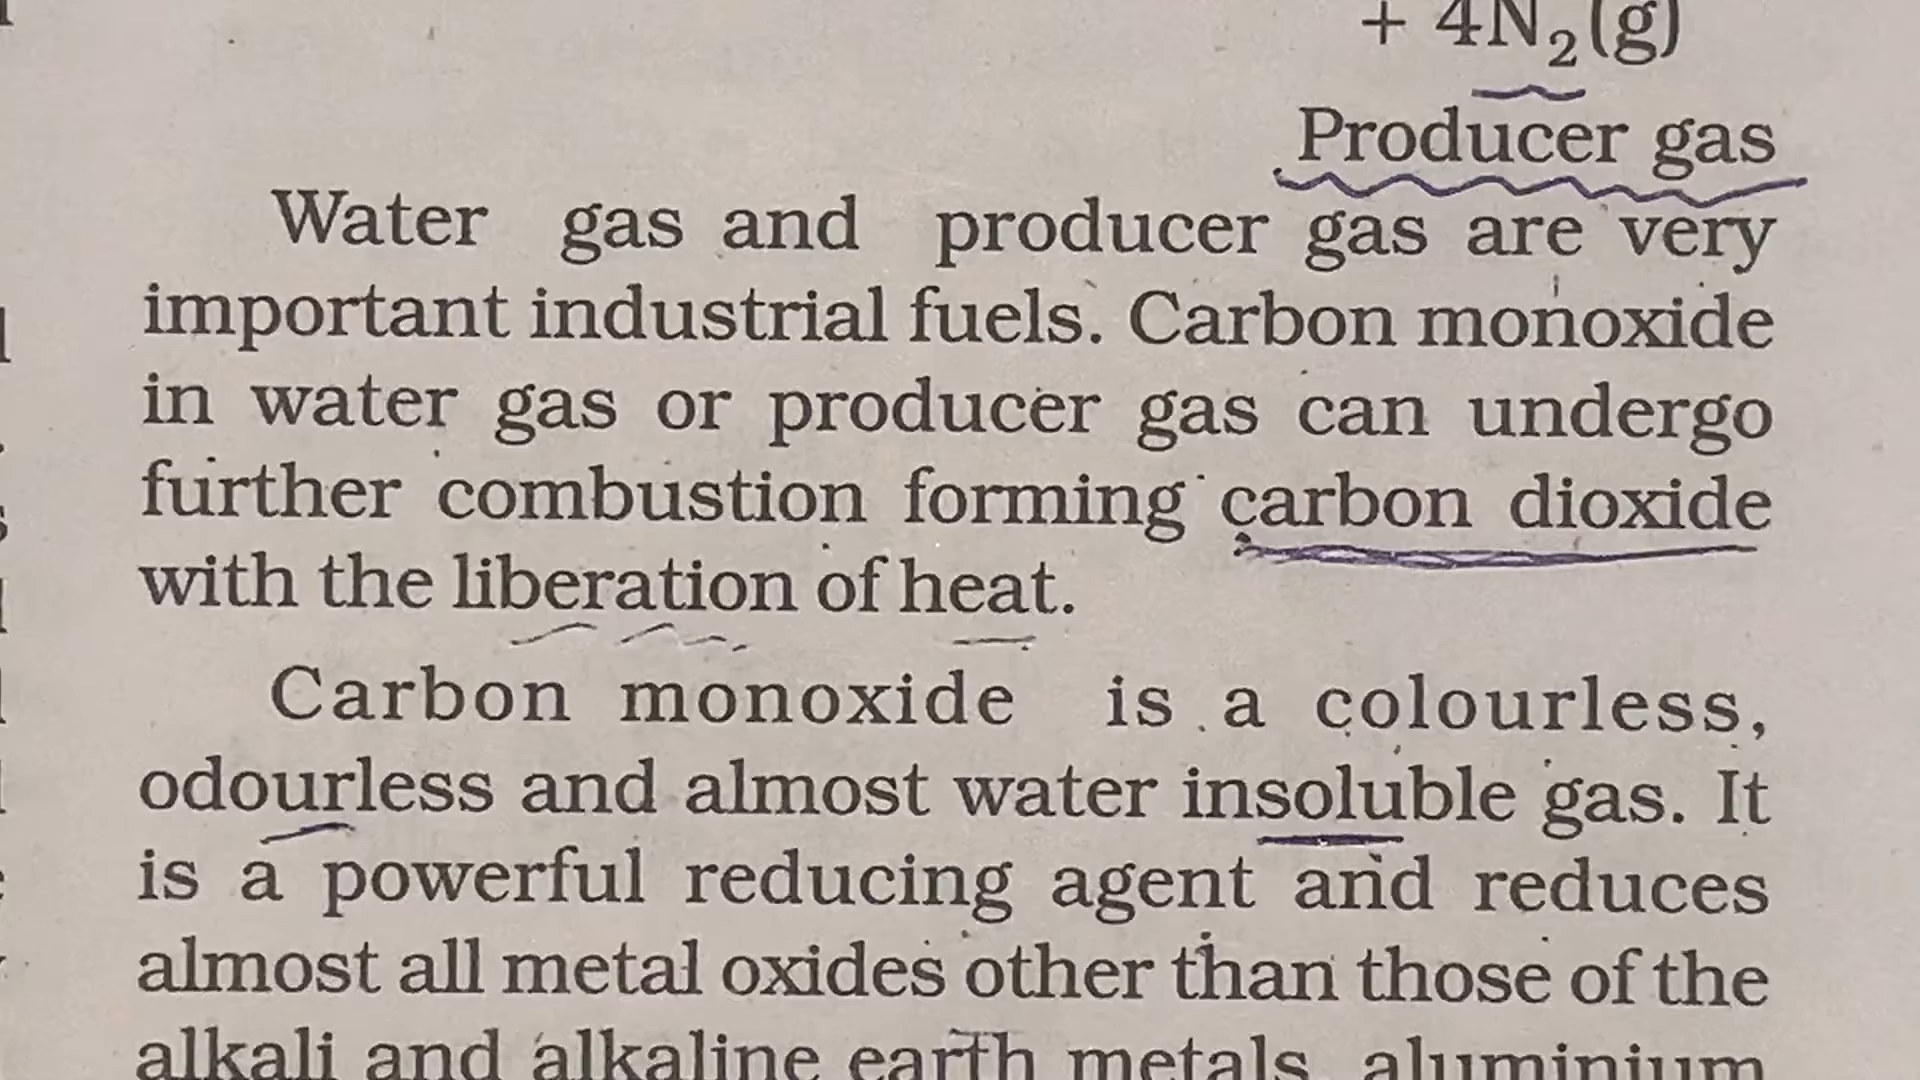 + 4N₂(g)
Producer gas
Water gas and producer gas are very
important industrial fuels. Carbon monoxide
in water gas or producer gas can undergo
further combustion forming carbon dioxide
with the liberation of heat.
Carbon monoxide is a colourless,
odourless and almost water insoluble gas. It
is a powerful reducing agent and reduces
almost all metal oxides other than those of the
alkali and alkaline earth metals, aluminium